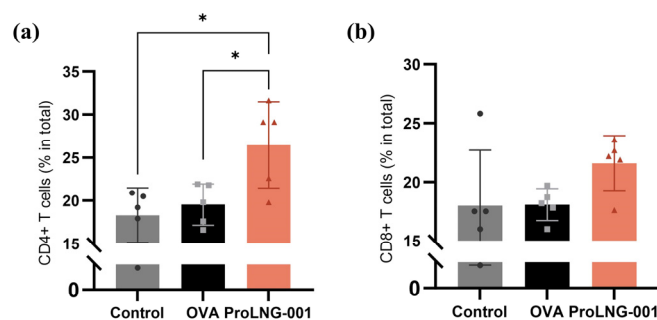 (a)
*
*
CD4+ T cells (% in total)
35
30
25
20
15
0
Control OVA ProLNG-001
(b)
CD8+ T cells (% in total)
30
25
20
15
0
Control OVA ProLNG-001